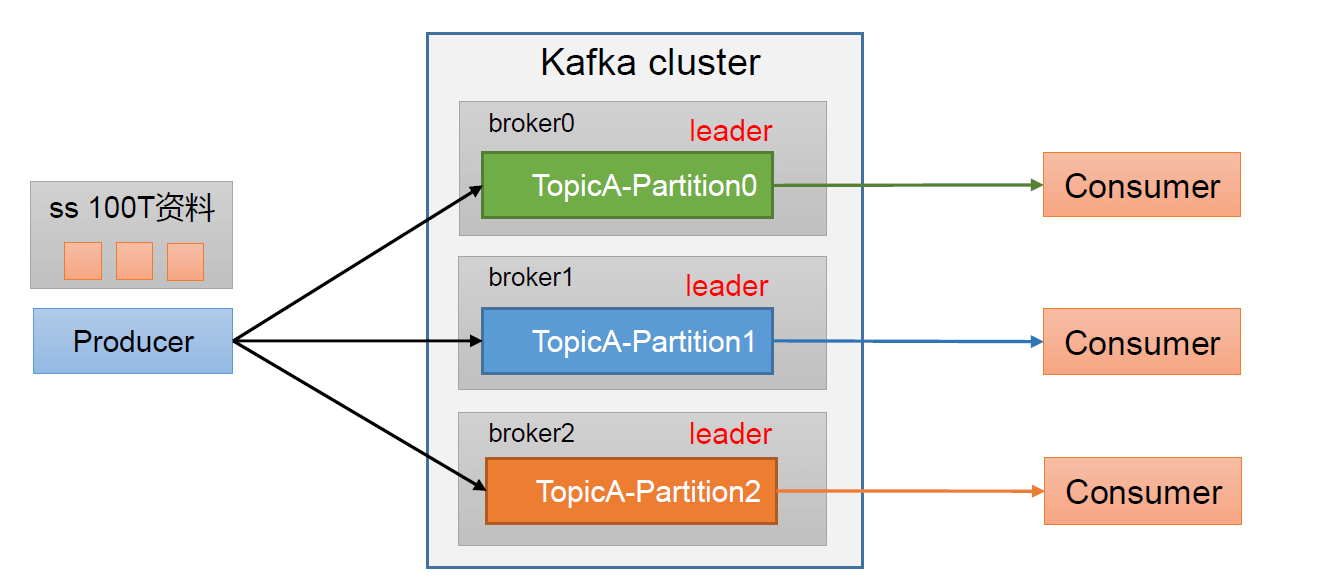 Kafka cluster
broker0
leader
TopicA-Partition0
Consumer
ss 100T资料
Producer
broker1
leader
TopicA-Partition1
Consumer
broker2
leader
TopicA-Partition2
Consumer